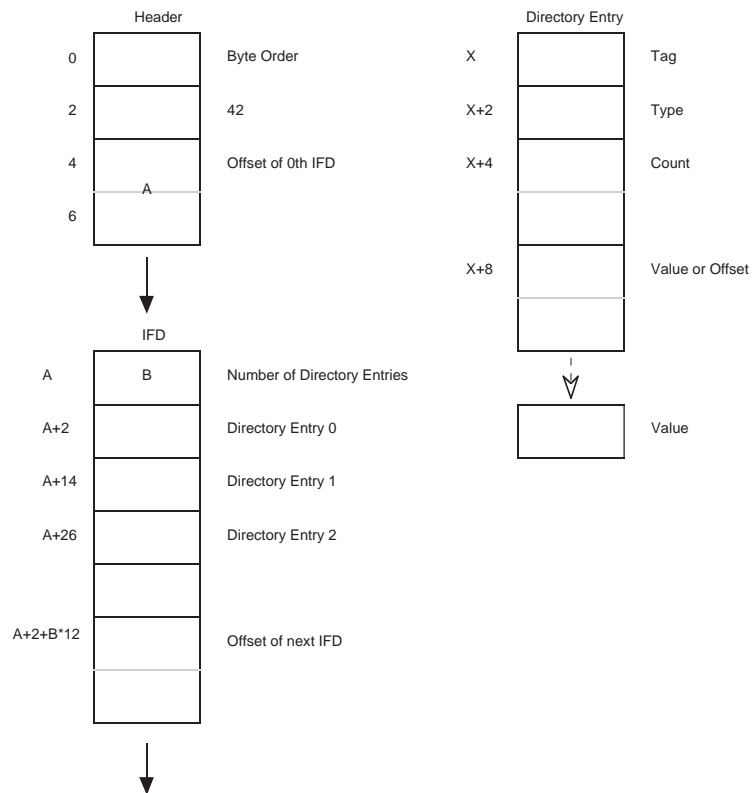 Header
0 Byte Order
2 42
4 Offset of 0th IFD
A
6
IFD
A B Number of Directory Entries
A+2 Directory Entry 0
A+14 Directory Entry 1
A+26 Directory Entry 2
A+2+B*12 Offset of next IFD
Directory Entry
X Tag
X+2 Type
X+4 Count
X+8 Value or Offset
Value